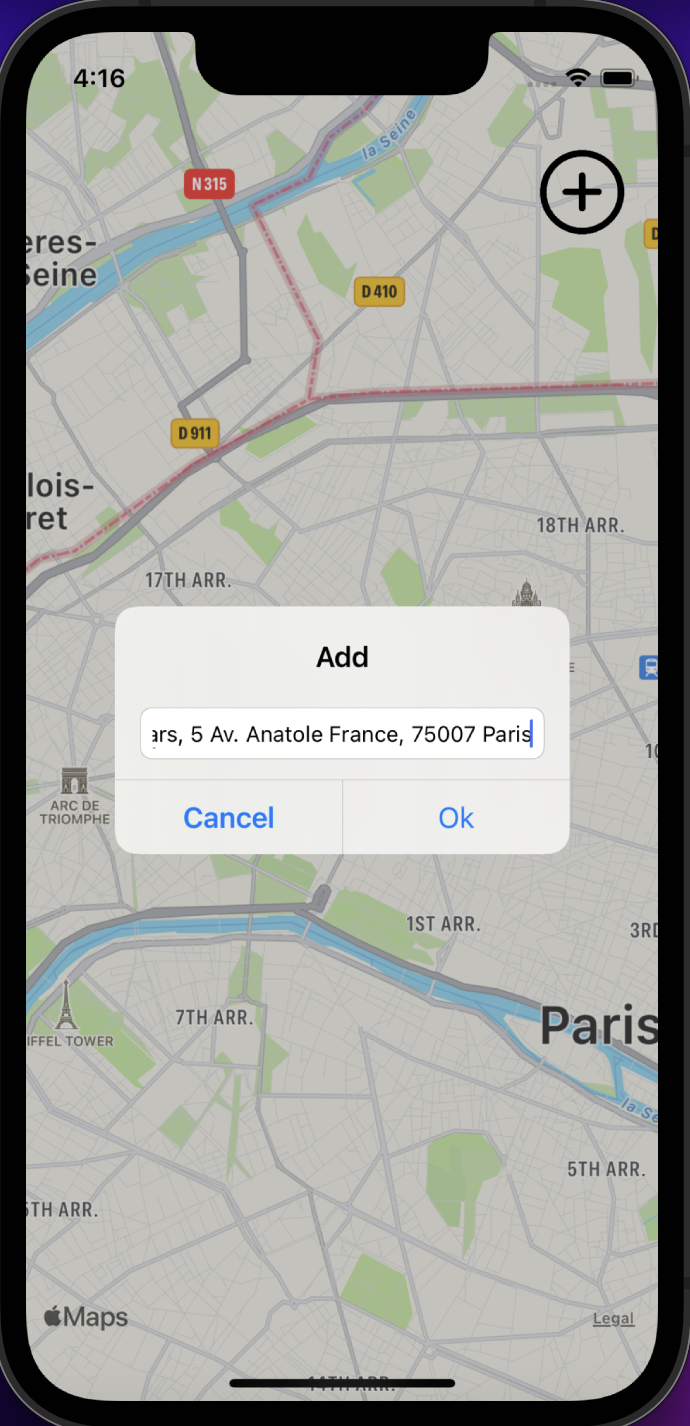 4:16
la Seine
N 315
eres-
Seine
D 410
D 911
lois-
ret
18TH ARR.
17TH ARR.
Add
ars, 5 Av. Anatole France, 75007 Paris
ARC DE
TRIOMPHE
Cancel
Ok
1ST ARR.
3RD
7TH ARR.
Paris
IFFEL TOWER
la Se
5TH ARR.
5TH ARR.
Maps
Legal
14TH ARR.